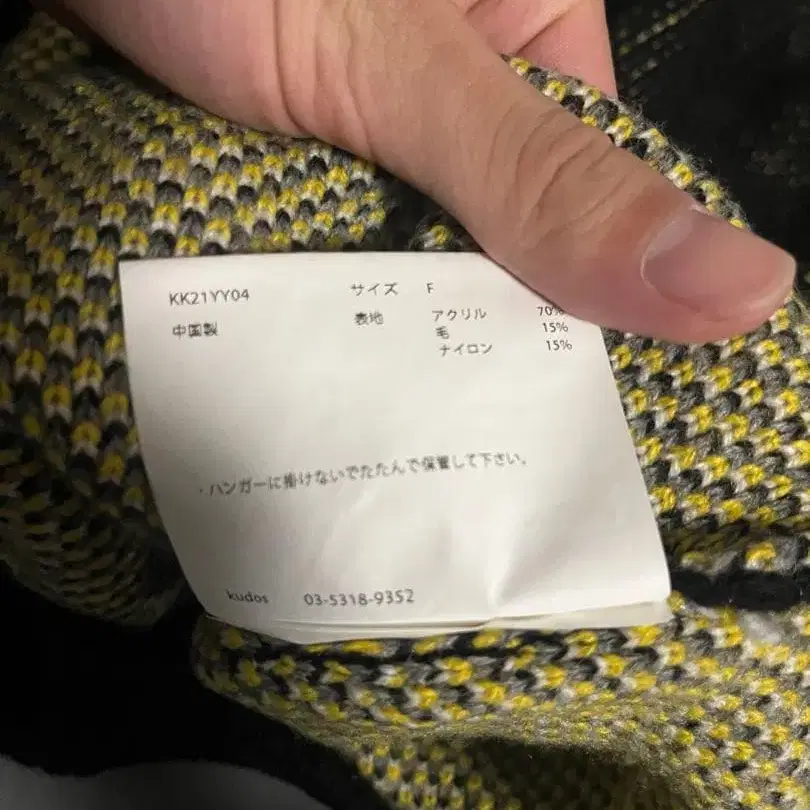 KK21YY04 サイズ F
中国製 表地 アクリル 70%
毛 15%
ナイロン 15%
・ハンガーに掛けないでたたんで保管して下さい。
kudos 03-5318-9352